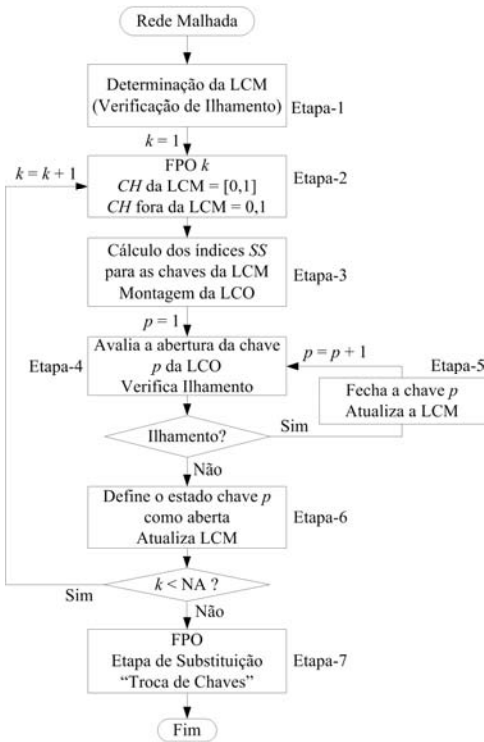 Rede Malhada
Determinação da LCM
(Verificação de Ilhamento)
Etapa-1
k = 1
k = k + 1
FPO k
CH da LCM = [0,1]
CH fora da LCM = 0,1
Etapa-2
Cálculo dos índices SS
para as chaves da LCM
Montagem da LCO
Etapa-3
p = 1
Etapa-4
Avalia a abertura da chave
p da LCO
Verifica Ilhamento
p = p + 1
Etapa-5
Fecha a chave p
Atualiza a LCM
Ilhamento?
Sim
Não
Define o estado chave p
como aberta
Atualiza LCM
Etapa-6
k < NA ?
Sim
Não
FPO
Etapa de Substituição
“Troca de Chaves”
Etapa-7
Fim